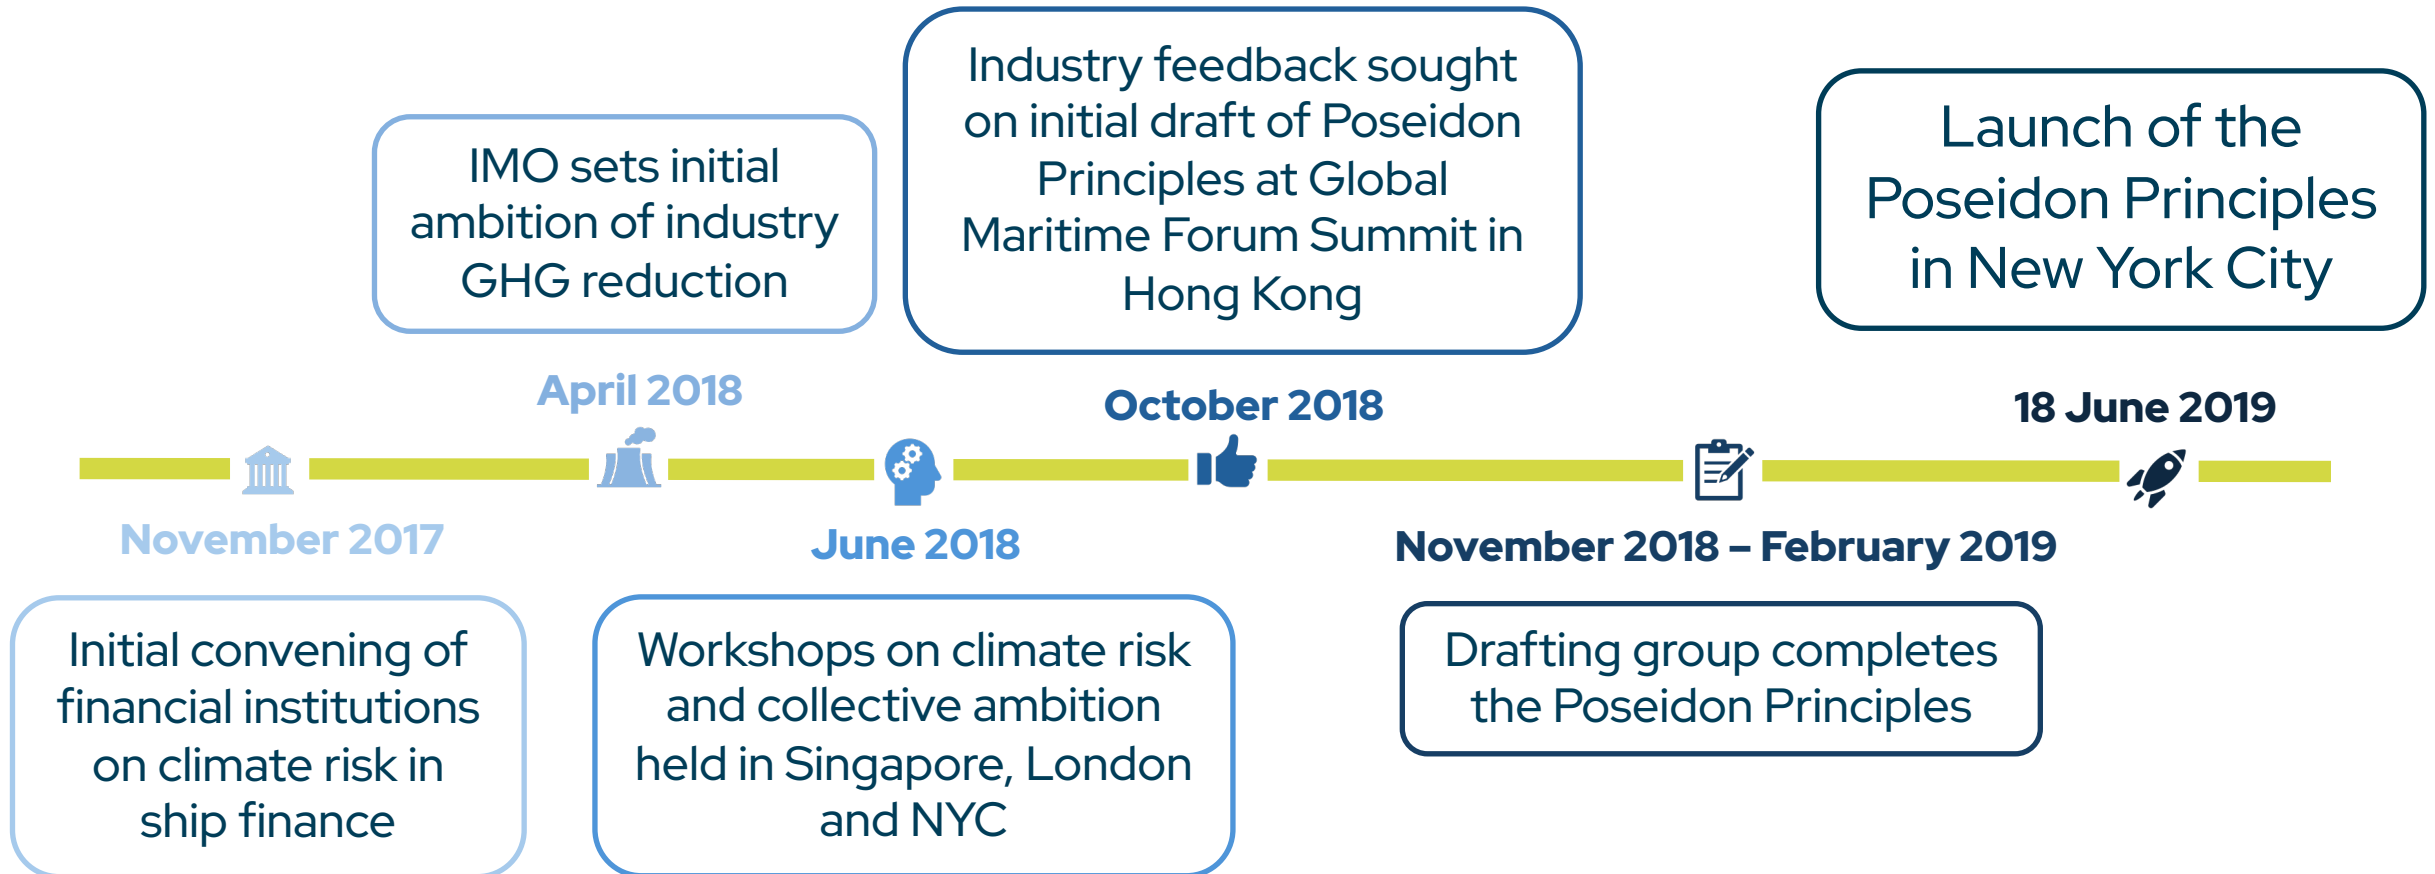 November 2017
Initial convening of
financial institutions
on climate risk in
ship finance
IMO sets initial
ambition of industry
GHG reduction
April 2018
June 2018
Workshops on climate risk
and collective ambition
held in Singapore, London
and NYC
Industry feedback sought
on initial draft of Poseidon
Principles at Global
Maritime Forum Summit in
Hong Kong
October 2018
November 2018 – February 2019
Drafting group completes
the Poseidon Principles
Launch of the
Poseidon Principles
in New York City
18 June 2019